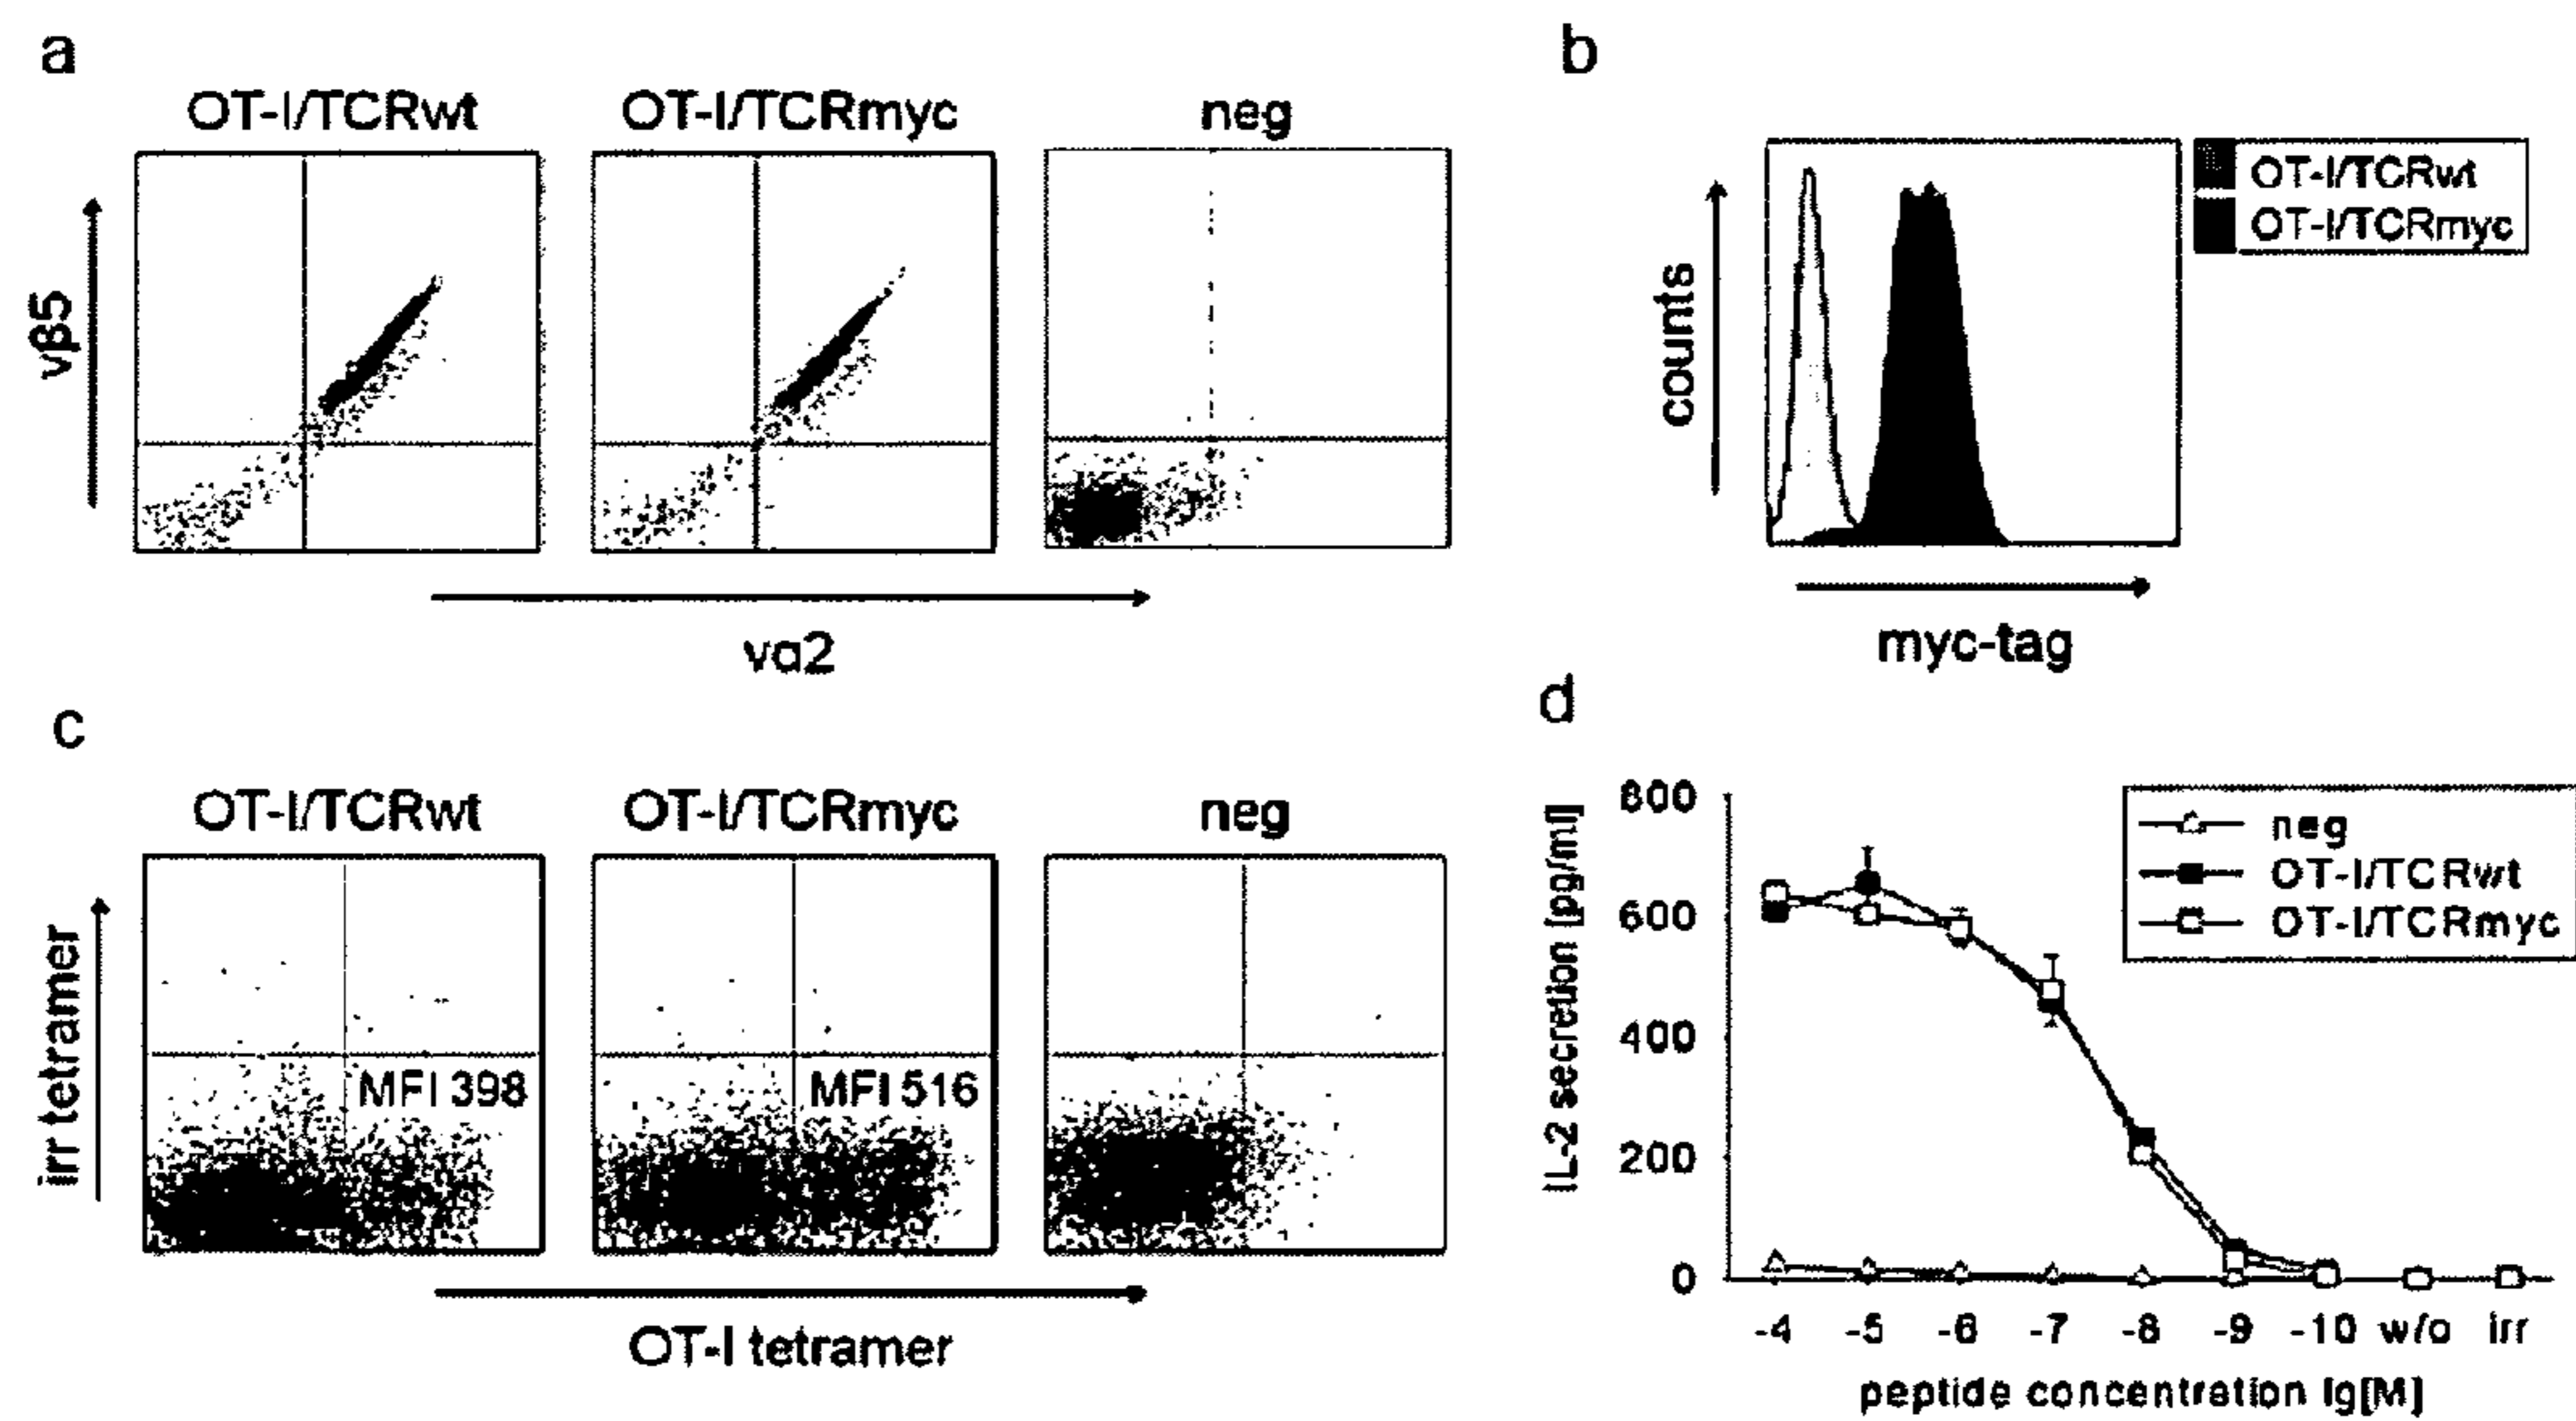 a
OT-I/TCRwt
OT-I/TCRmyc
neg
vβ5
vα2
b
OT-I/TCRwt
OT-I/TCRmyc
counts
myc-tag
c
OT-I/TCRwt
OT-I/TCRmyc
neg
irr tetramer
MFI 398
MFI 516
OT-I tetramer
d
IL-2 secretion [pg/ml]
800
600
400
200
0
neg
OT-I/TCRwt
OT-I/TCRmyc
-4 -5 -6 -7 -8 -9 -10 w/o irr
peptide concentration lg[M]